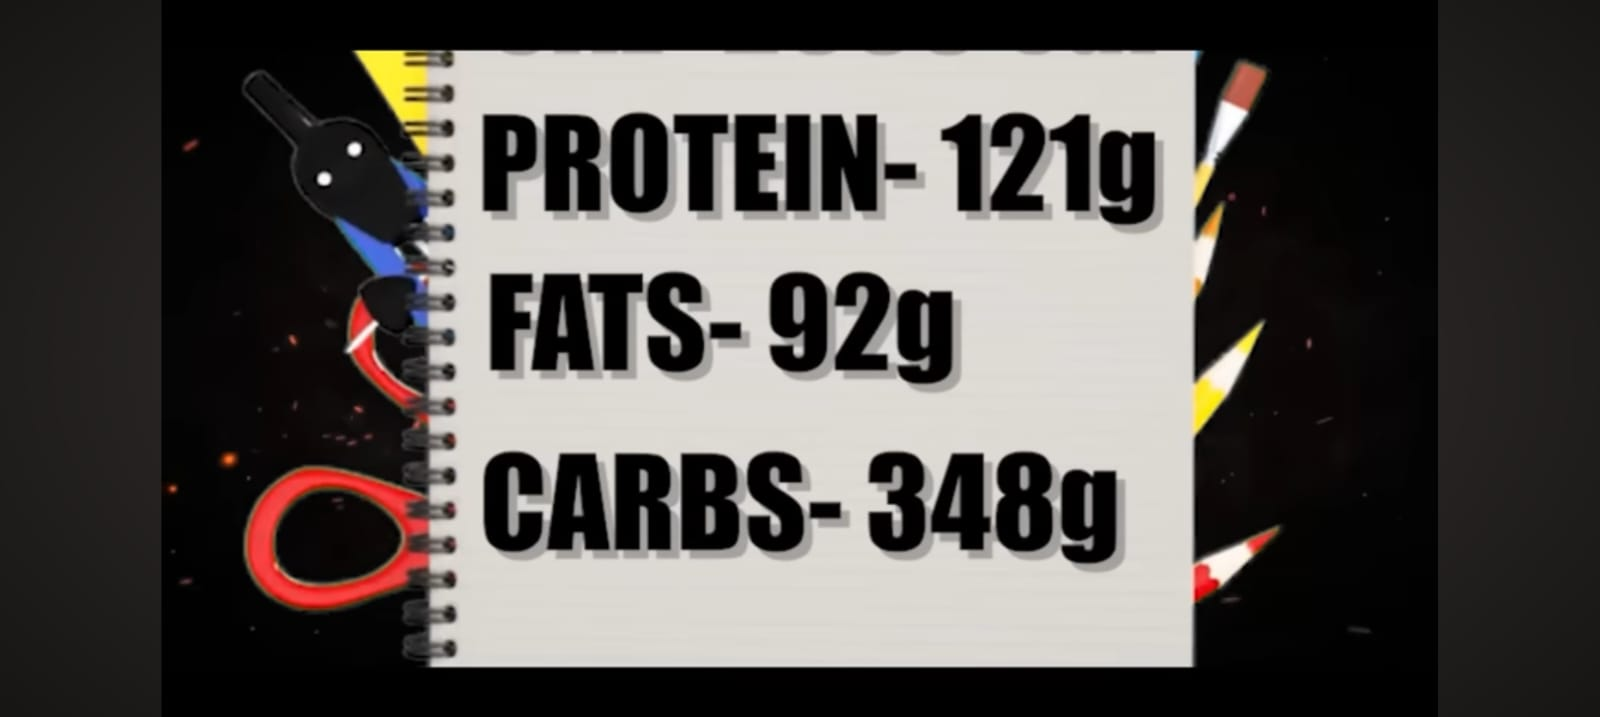 PROTEIN- 121g
FATS- 92g
CARBS- 348g